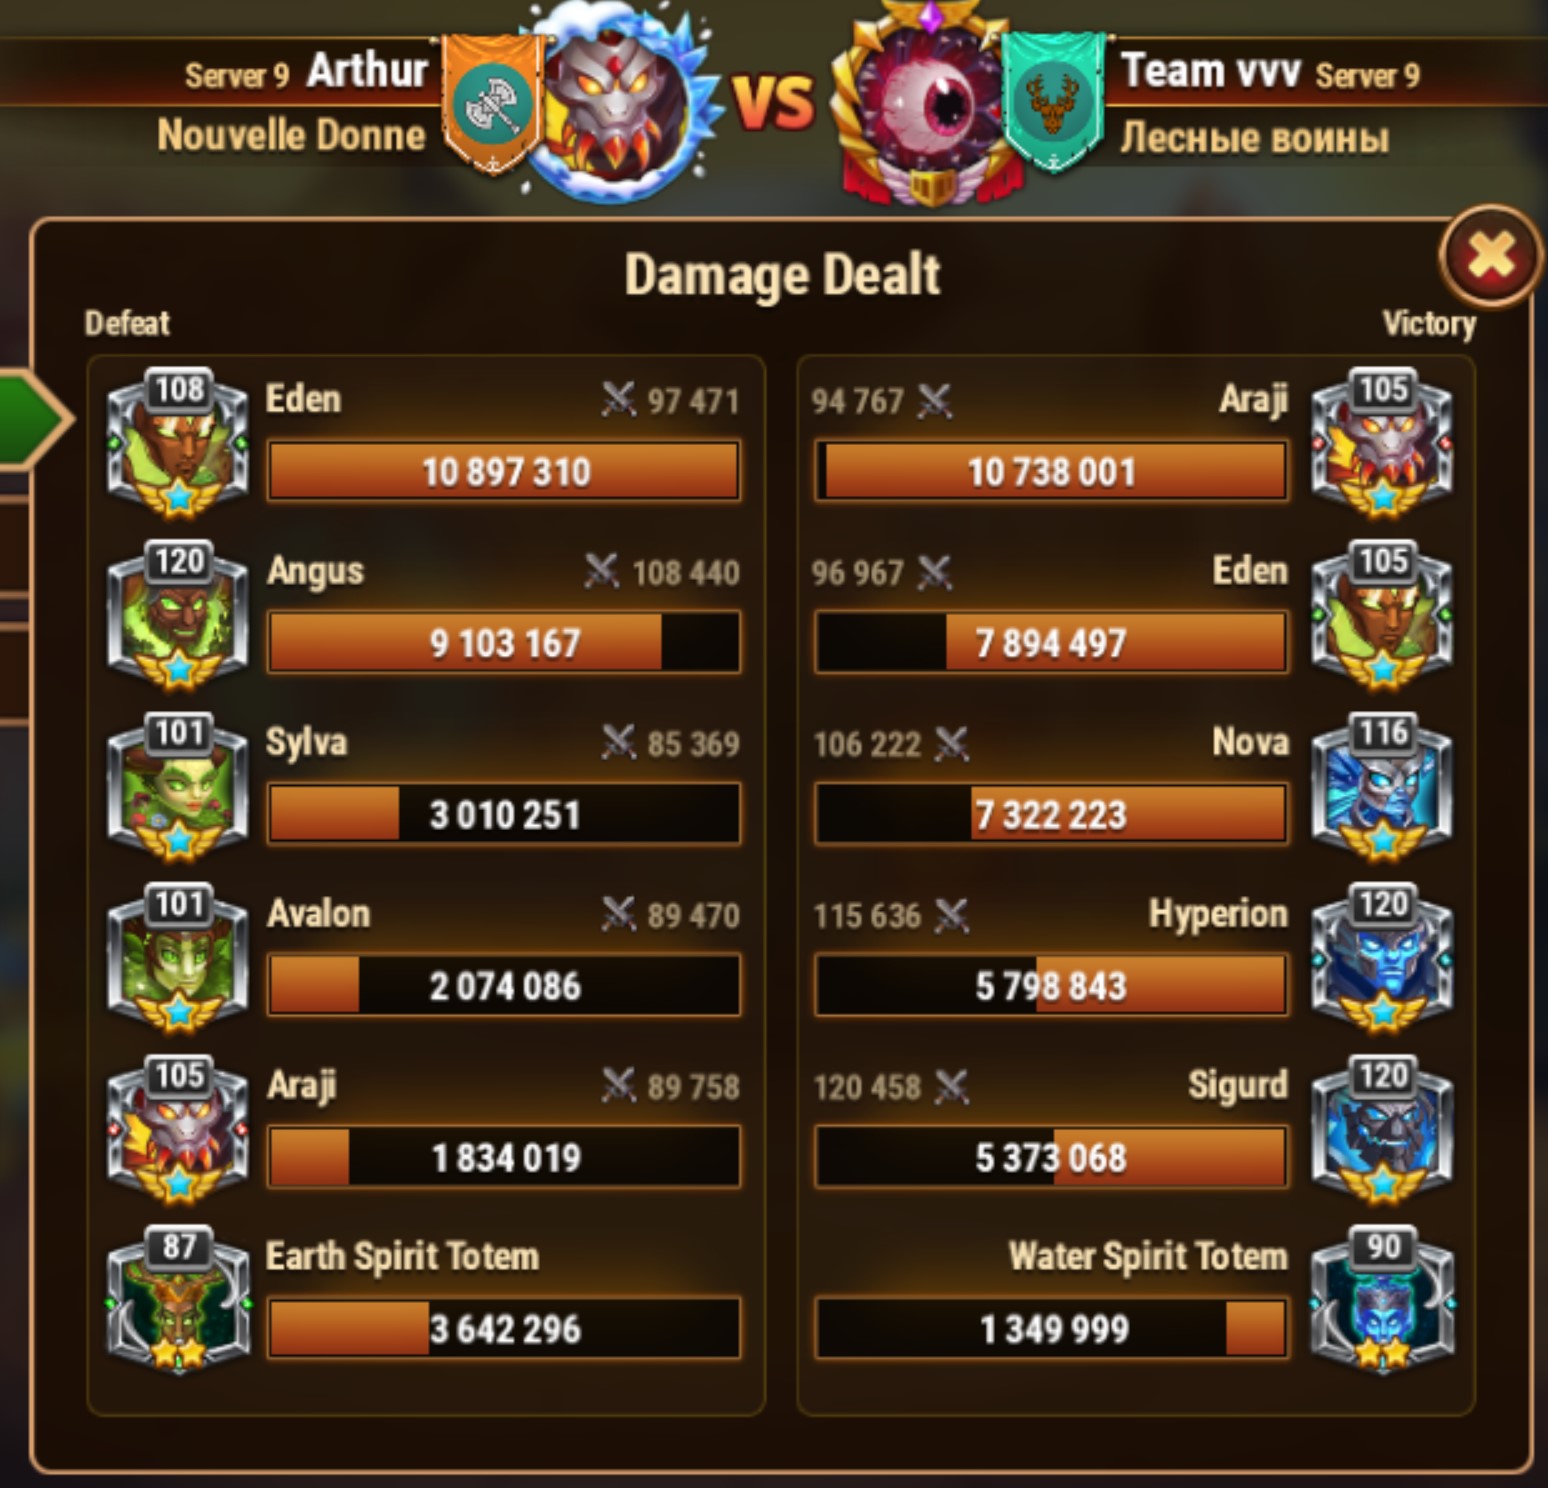 Server 9 Arthur VS Team vvv Server 9
Nouvelle Donne Лесные воины
Damage Dealt
Defeat Victory
108 Eden 97 471 94 767 Araji 105
10 897 310 10 738 001
120 Angus 108 440 96 967 Eden 105
9 103 167 7 894 497
101 Sylva 85 369 106 222 Nova 116
3 010 251 7 322 223
101 Avalon 89 470 115 636 Hyperion 120
2 074 086 5 798 843
105 Araji 89 758 120 458 Sigurd 120
1 834 019 5 373 068
87 Earth Spirit Totem Water Spirit Totem 90
3 642 296 1 349 999